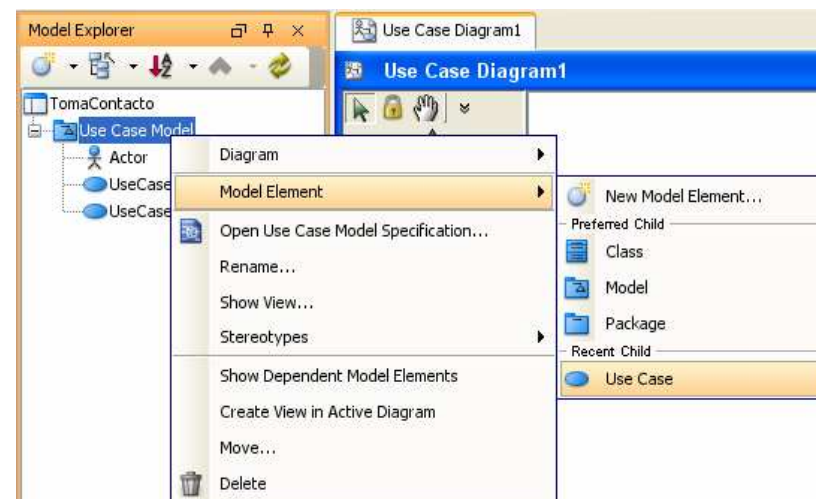 Model Explorer
Use Case Diagram1
Use Case Diagram1
TomaContacto
Use Case Model
Actor
UseCase
UseCase
Diagram
Model Element
Open Use Case Model Specification...
Rename...
Show View...
Stereotypes
Show Dependent Model Elements
Create View in Active Diagram
Move...
Delete
New Model Element...
Preferred Child
Class
Model
Package
Recent Child
Use Case